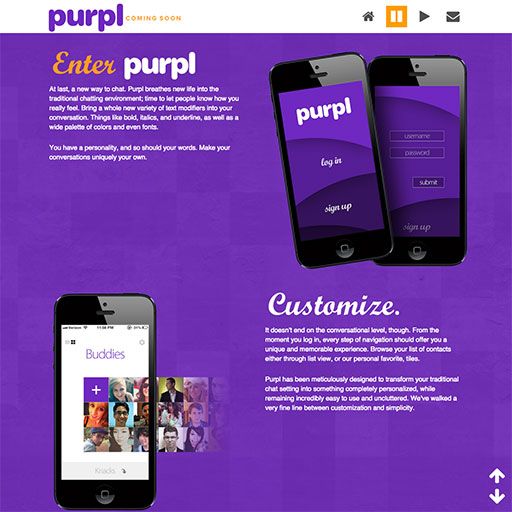 purpl COMING SOON
Enter purpl
At last, a new way to chat. Purpl breathes new life into the
traditional chatting environment; time to let people know how you
really feel. Bring a whole new variety of text modifiers into your
conversation. Things like bold, italics, and underline, as well as a
wide palette of colors and even fonts.
You have a personality, and so should your words. Make your
conversations uniquely your own.
purpl
log in
sign up
username
password
submit
sign up
Customize.
It doesn't end on the conversational level, though. From the
moment you log in, every step of navigation should offer you a
unique and memorable experience. Browse your list of contacts
either through list view, or our personal favorite, tiles.
Purpl has been meticulously designed to transform your traditional
chat setting into something completely personalized, while
remaining incredibly easy to use and uncluttered. We've walked a
very fine line between customization and simplicity.
Verizon 11:56 PM
Buddies
+
Knacks